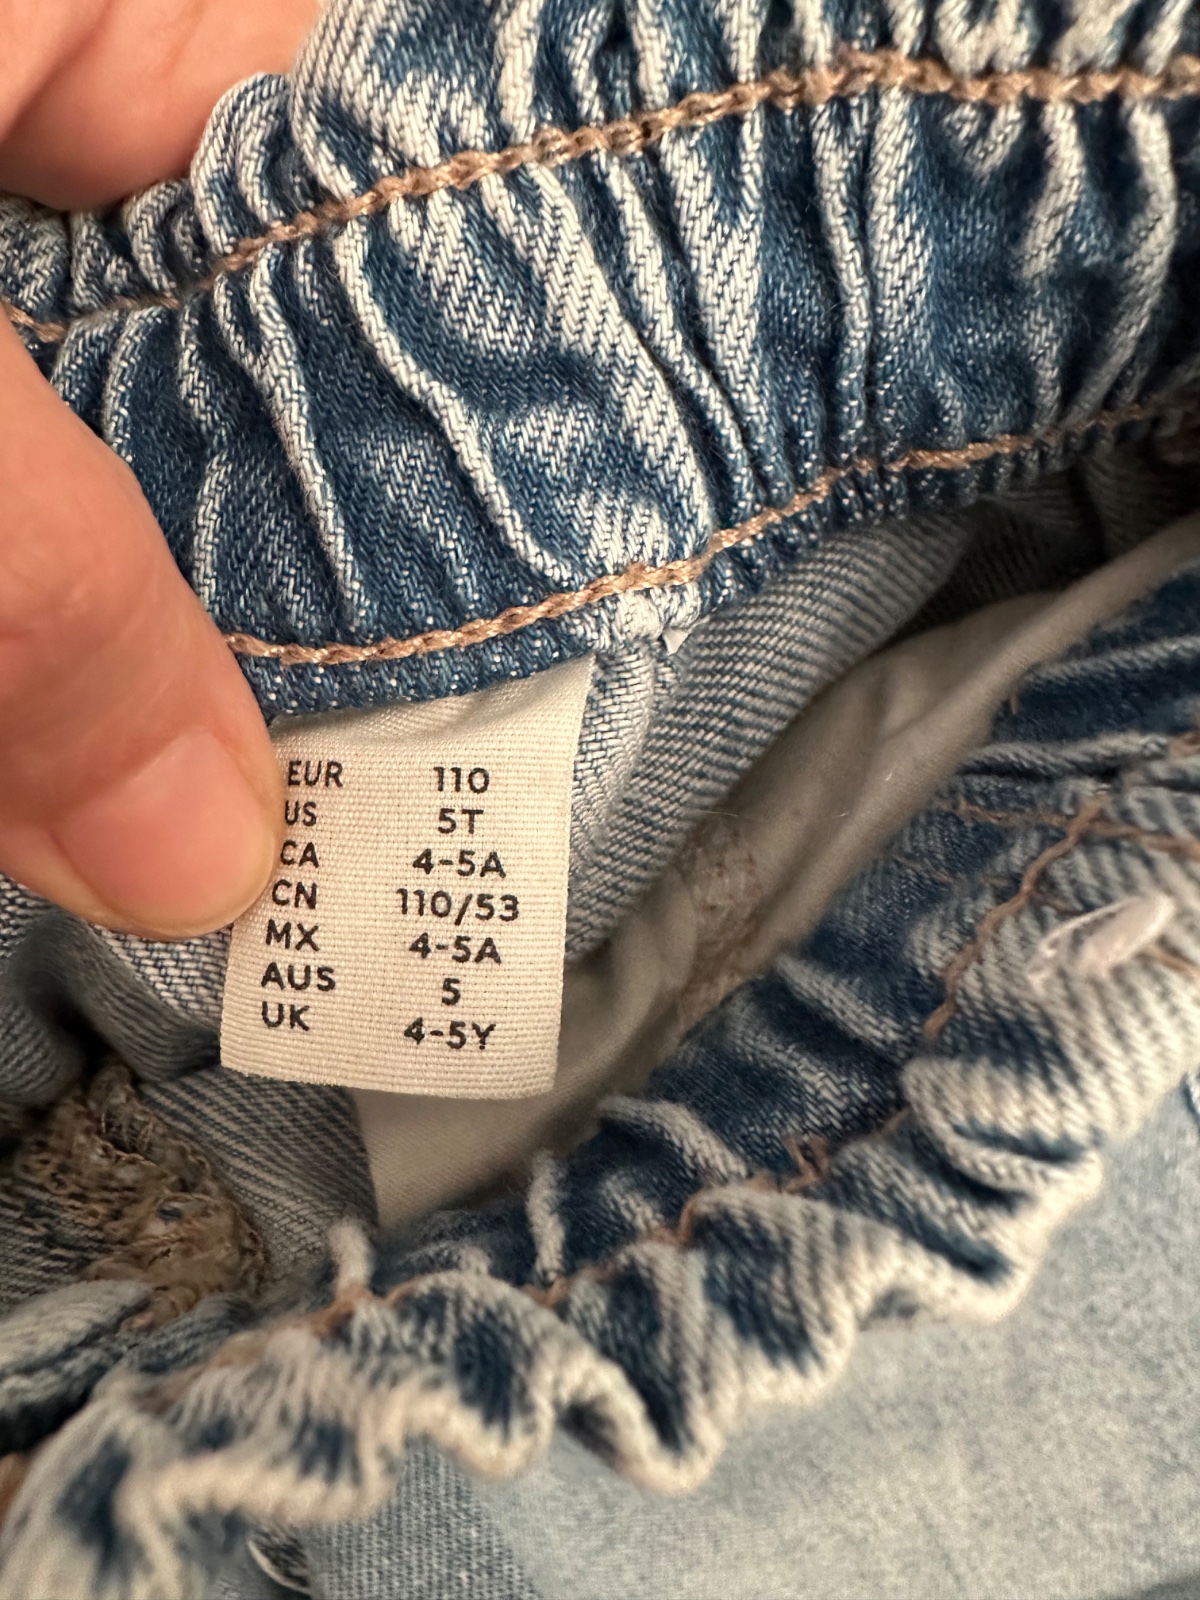 EUR 110
US 5T
CA 4-5A
CN 110/53
MX 4-5A
AUS 5
UK 4-5Y